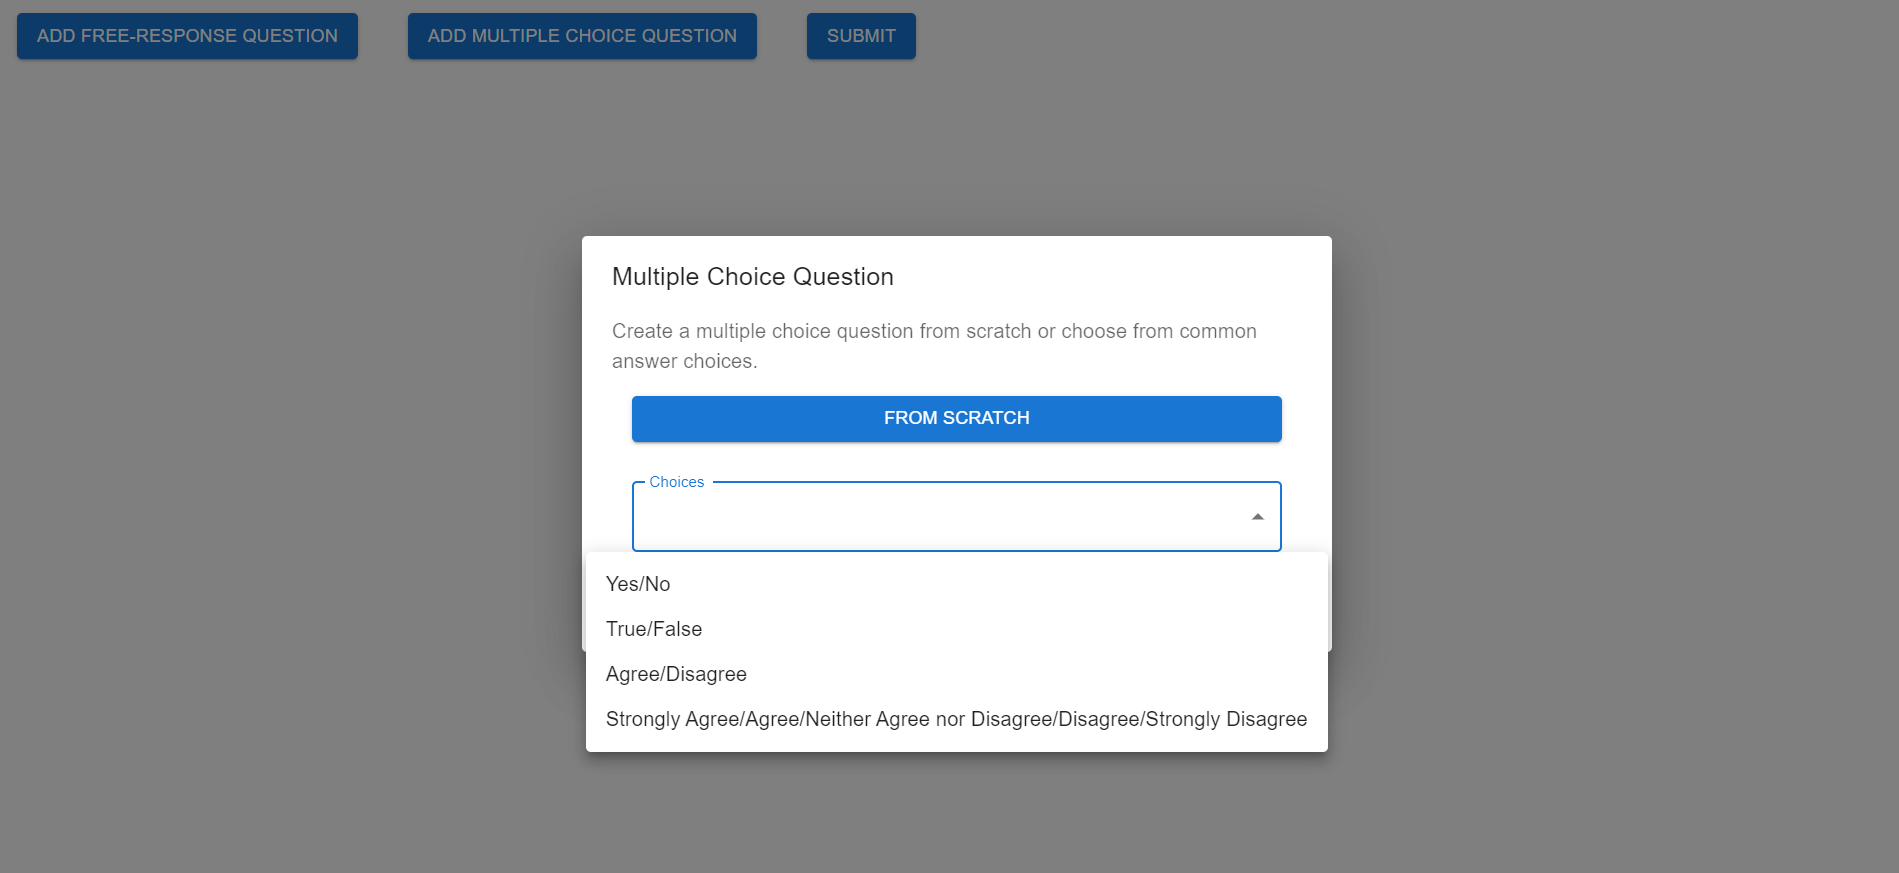 ADD FREE-RESPONSE QUESTION
ADD MULTIPLE CHOICE QUESTION
SUBMIT
Multiple Choice Question
Create a multiple choice question from scratch or choose from common
answer choices.
FROM SCRATCH
Choices
Yes/No
True/False
Agree/Disagree
Strongly Agree/Agree/Neither Agree nor Disagree/Disagree/Strongly Disagree